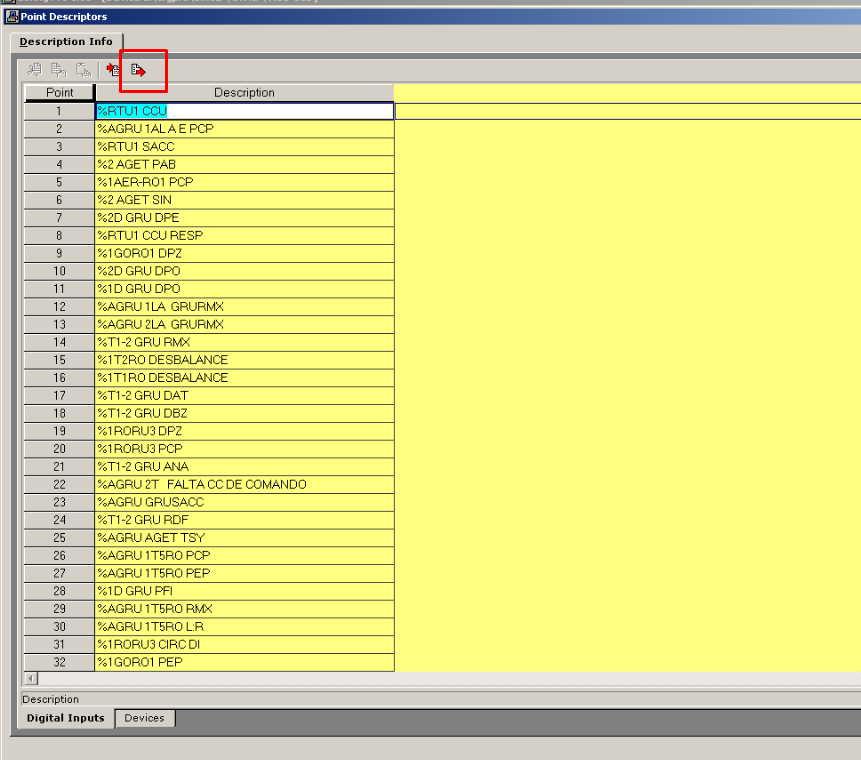 Point Descriptors
Description Info
Point Description
1 %RTU1 CCU
2 %AGRU 1AL A E PCP
3 %RTU1 SACC
4 %2 AGET PAB
5 %1AER-RO1 PCP
6 %2 AGET SIN
7 %2D GRU DPE
8 %RTU1 CCU RESP
9 %1GORO1 DPZ
10 %2D GRU DPO
11 %1D GRU DPO
12 %AGRU 1LA  GRURMX
13 %AGRU 2LA  GRURMX
14 %T1-2 GRU RMX
15 %1T2RO DESBALANCE
16 %1T1RO DESBALANCE
17 %T1-2 GRU DAT
18 %T1-2 GRU DBZ
19 %1RORU3 DPZ
20 %1RORU3 PCP
21 %T1-2 GRU ANA
22 %AGRU 2T   FALTA CC DE COMANDO
23 %AGRU GRUSACC
24 %T1-2 GRU RDF
25 %AGRU AGET TSY
26 %AGRU 1T5RO PCP
27 %AGRU 1T5RO PEP
28 %1D GRU PFI
29 %AGRU 1T5RO RMX
30 %AGRU 1T5RO L:R
31 %1RORU3 CIRC DI
32 %1GORO1 PEP
Description
Digital Inputs Devices